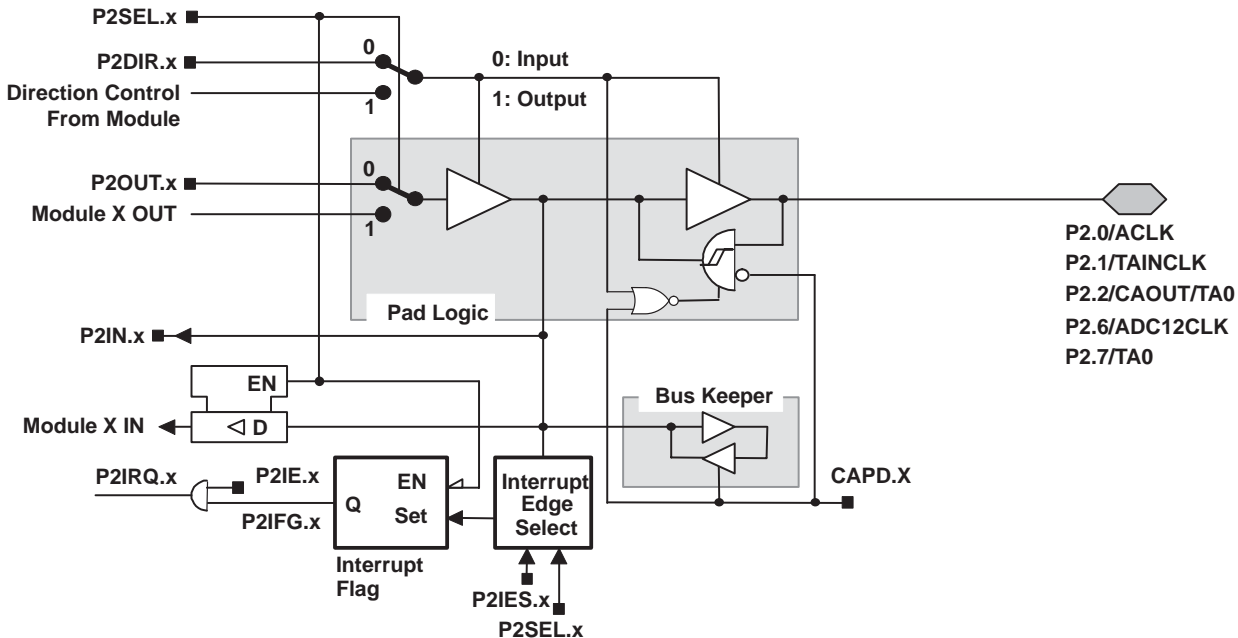 P2SEL.x
P2DIR.x
0
0: Input
Direction Control
From Module
1
1: Output
P2OUT.x
0
Module X OUT
1
P2.0/ACLK
P2.1/TAINCLK
P2.2/CAOUT/TA0
P2.6/ADC12CLK
P2.7/TA0
Pad Logic
P2IN.x
EN
Bus Keeper
Module X IN
D
CAPD.X
P2IRQ.x
P2IE.x
P2IFG.x
Q
EN
Set
Interrupt
Edge
Select
Interrupt
Flag
P2IES.x
P2SEL.x